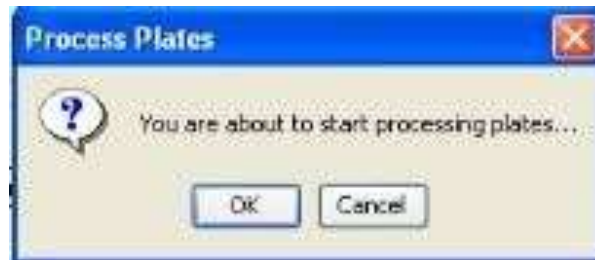 Process Plates
?
You are about to start processing plates...
OK
Cancel